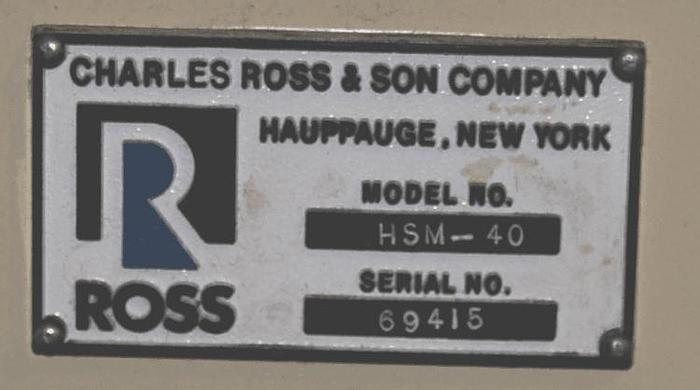 CHARLES ROSS & SON COMPANY
HAUPPAUGE, NEW YORK
MODEL NO.
HSM-40
SERIAL NO.
69415
R
ROSS